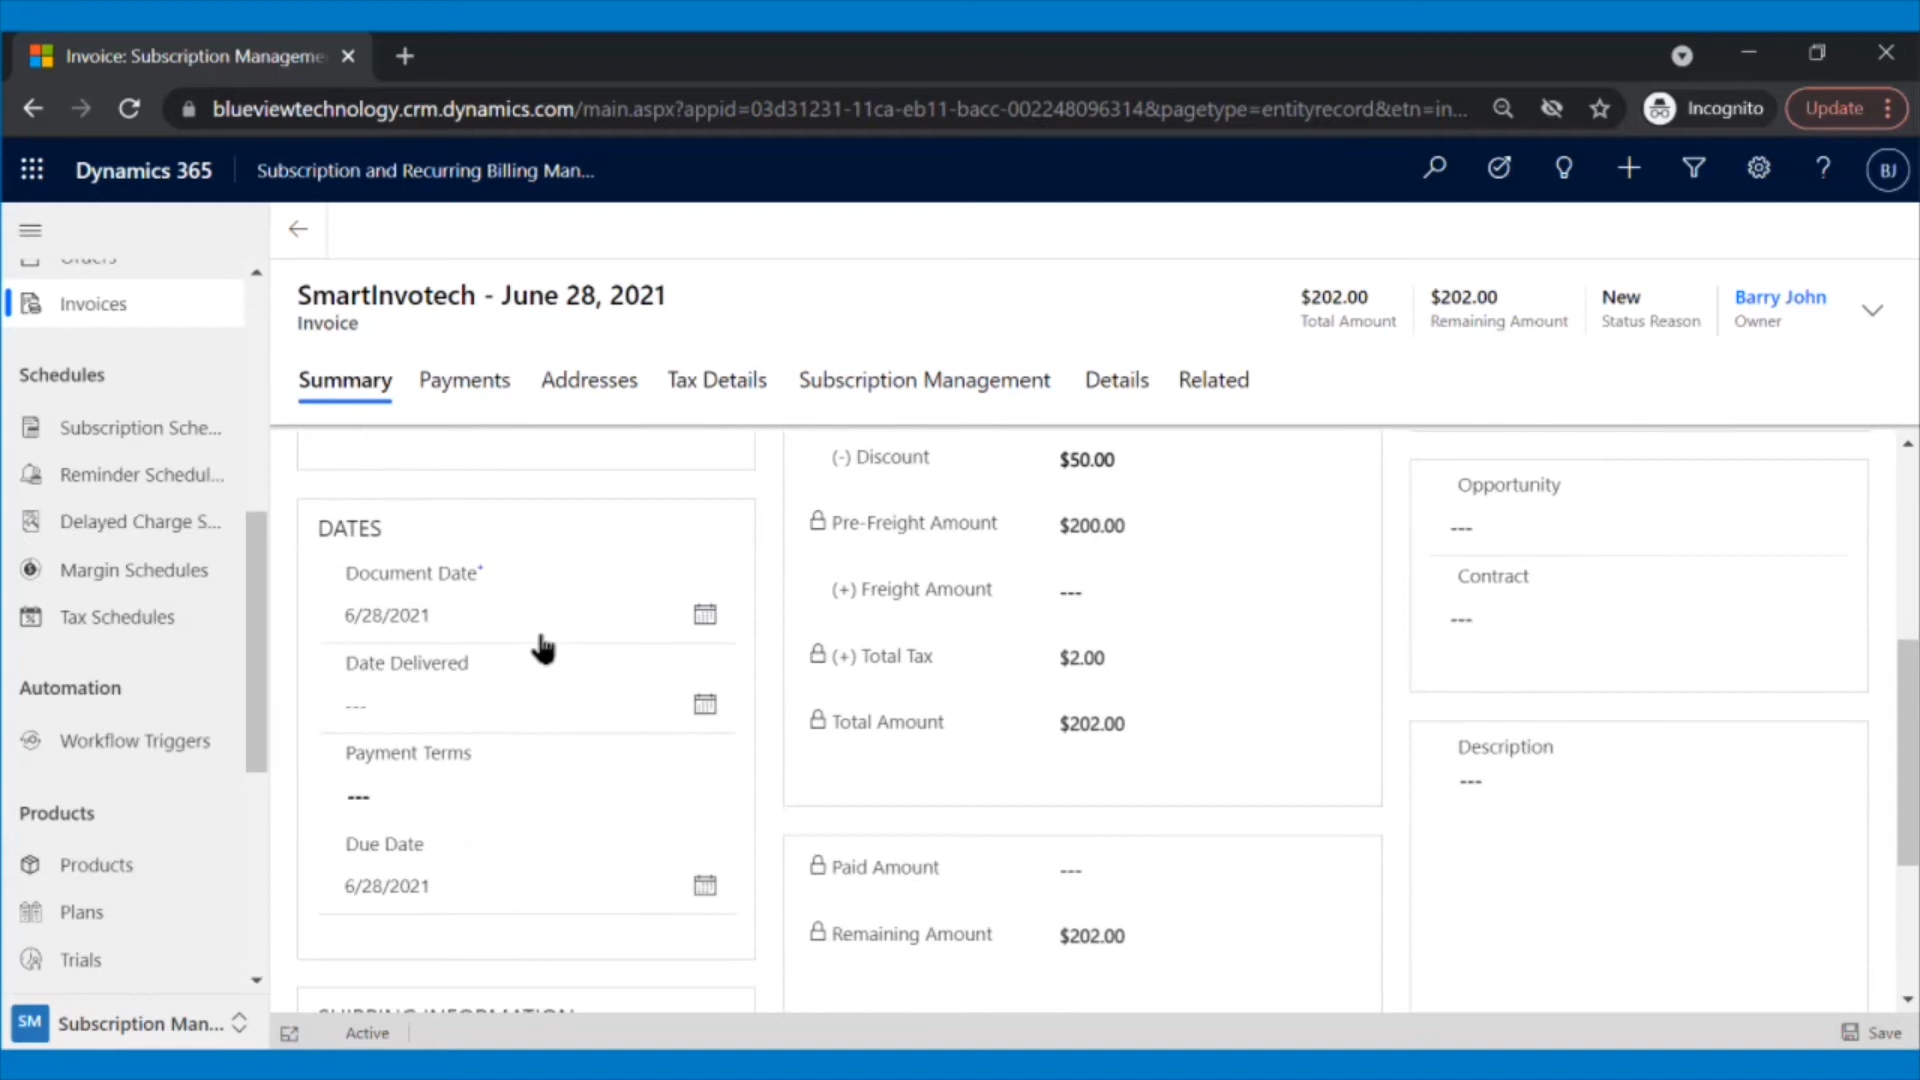 Invoice: Subscription Manageme
blueviewtechnology.crm.dynamics.com/main.aspx?appid=03d31231-11ca-eb11-bacc-002248096314&pagetype=entityrecord&etn=in...
Incognito
Update
Dynamics 365
Subscription and Recurring Billing Man...
BJ
Orders
Invoices
Schedules
Subscription Sche...
Reminder Schedul...
Delayed Charge S...
Margin Schedules
Tax Schedules
Automation
Workflow Triggers
Products
Products
Plans
Trials
SM
Subscription Man...
SmartInvotech - June 28, 2021
Invoice
$202.00
Total Amount
$202.00
Remaining Amount
New
Status Reason
Barry John
Owner
Summary
Payments
Addresses
Tax Details
Subscription Management
Details
Related
DATES
Document Date*
6/28/2021
Date Delivered
---
Payment Terms
---
Due Date
6/28/2021
SHIPPING INFORMATION
(-) Discount
$50.00
Pre-Freight Amount
$200.00
(+) Freight Amount
---
(+) Total Tax
$2.00
Total Amount
$202.00
Paid Amount
---
Remaining Amount
$202.00
Opportunity
---
Contract
---
Description
---
Active
Save